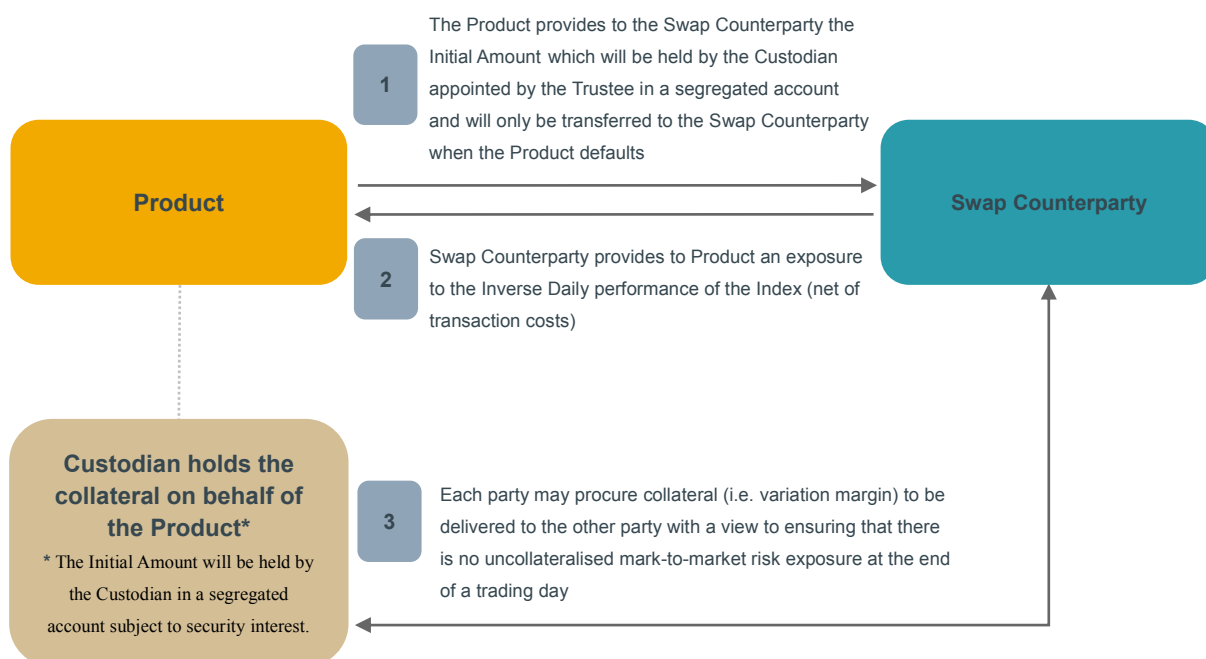 The Product provides to the Swap Counterparty the
Initial Amount which will be held by the Custodian
appointed by the Trustee in a segregated account
and will only be transferred to the Swap Counterparty
when the Product defaults
1
Product
Swap Counterparty
2
Swap Counterparty provides to Product an exposure
to the Inverse Daily performance of the Index (net of
transaction costs)
Custodian holds the
collateral on behalf of
the Product*
* The Initial Amount will be held by
the Custodian in a segregated
account subject to security interest.
3
Each party may procure collateral (i.e. variation margin) to be
delivered to the other party with a view to ensuring that there
is no uncollateralised mark-to-market risk exposure at the end
of a trading day